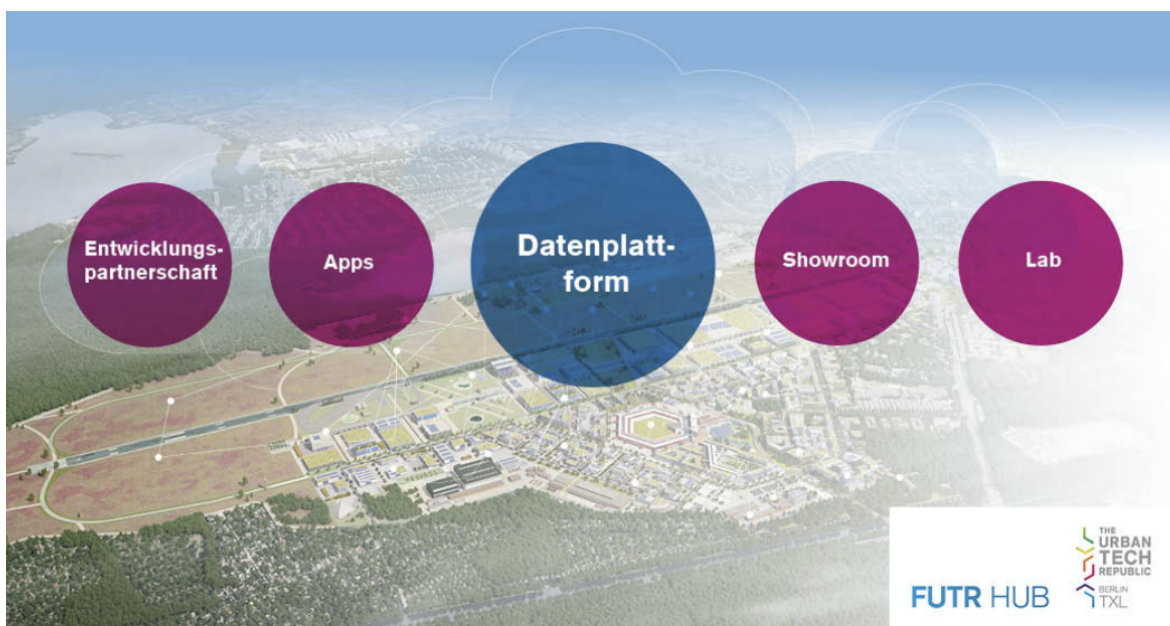 Entwicklungs-
partnerschaft
Apps
Datenplatt-
form
Showroom
Lab
FUTR HUB
THE
URBAN
TECH
REPUBLIC
BERLIN
TXL